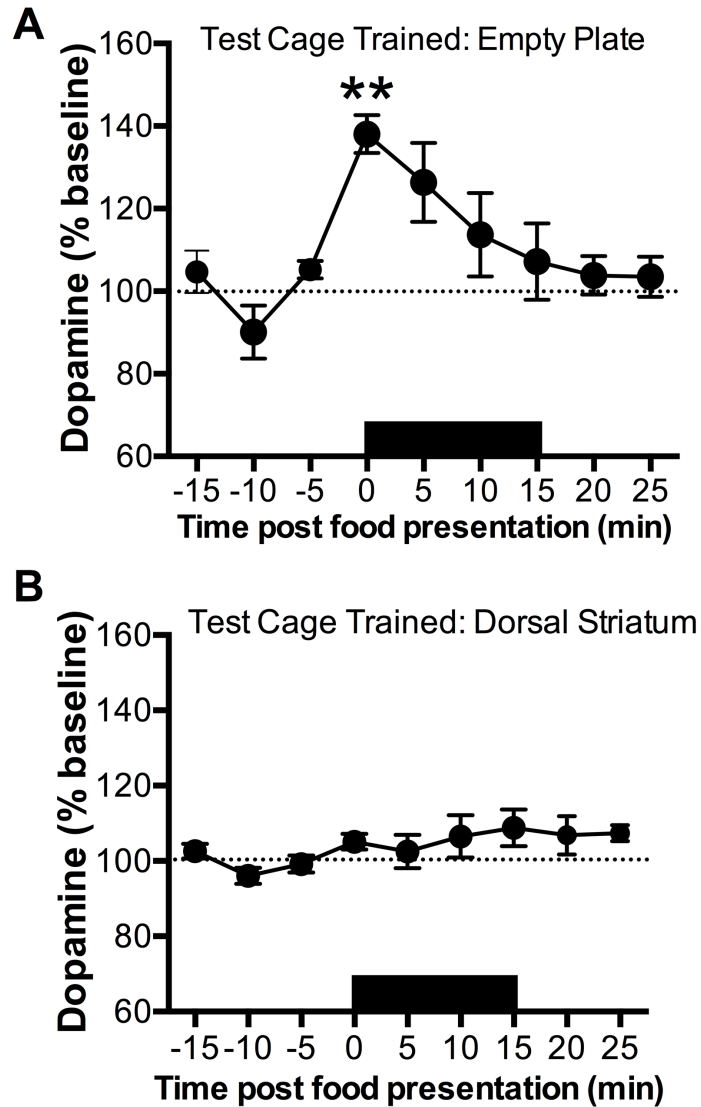 A
Test Cage Trained: Empty Plate
**
Dopamine (% baseline)
160
140
120
100
80
60
-15 -10 -5 0 5 10 15 20 25
Time post food presentation (min)
B
Test Cage Trained: Dorsal Striatum
Dopamine (% baseline)
160
140
120
100
80
60
-15 -10 -5 0 5 10 15 20 25
Time post food presentation (min)